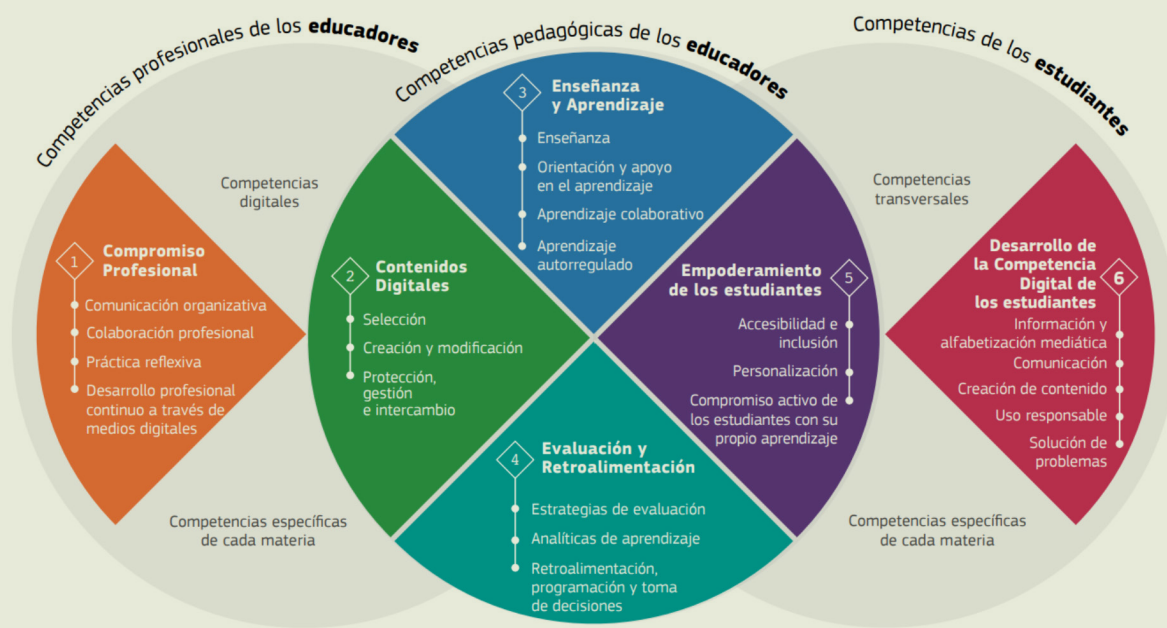 Competencias profesionales de los educadores
Competencias pedagógicas de los educadores
Competencias de los estudiantes
Competencias
digitales
1
Compromiso
Profesional
Comunicación organizativa
Colaboración profesional
Práctica reflexiva
Desarrollo profesional
continuo a través de
medios digitales
Competencias específicas
de cada materia
2
Contenidos
Digitales
Selección
Creación y modificación
Protección,
gestión
e intercambio
3
Enseñanza
y Aprendizaje
Enseñanza
Orientación y apoyo
en el aprendizaje
Aprendizaje colaborativo
Aprendizaje
autorregulado
4
Evaluación y
Retroalimentación
Estrategias de evaluación
Analíticas de aprendizaje
Retroalimentación,
programación y toma
de decisiones
5
Empoderamiento
de los estudiantes
Accesibilidad e
inclusión
Personalización
Compromiso activo de
los estudiantes con su
propio aprendizaje
Competencias
transversales
6
Desarrollo de
la Competencia
Digital de
los estudiantes
Información y
alfabetización mediática
Comunicación
Creación de contenido
Uso responsable
Solución de
problemas
Competencias específicas
de cada materia